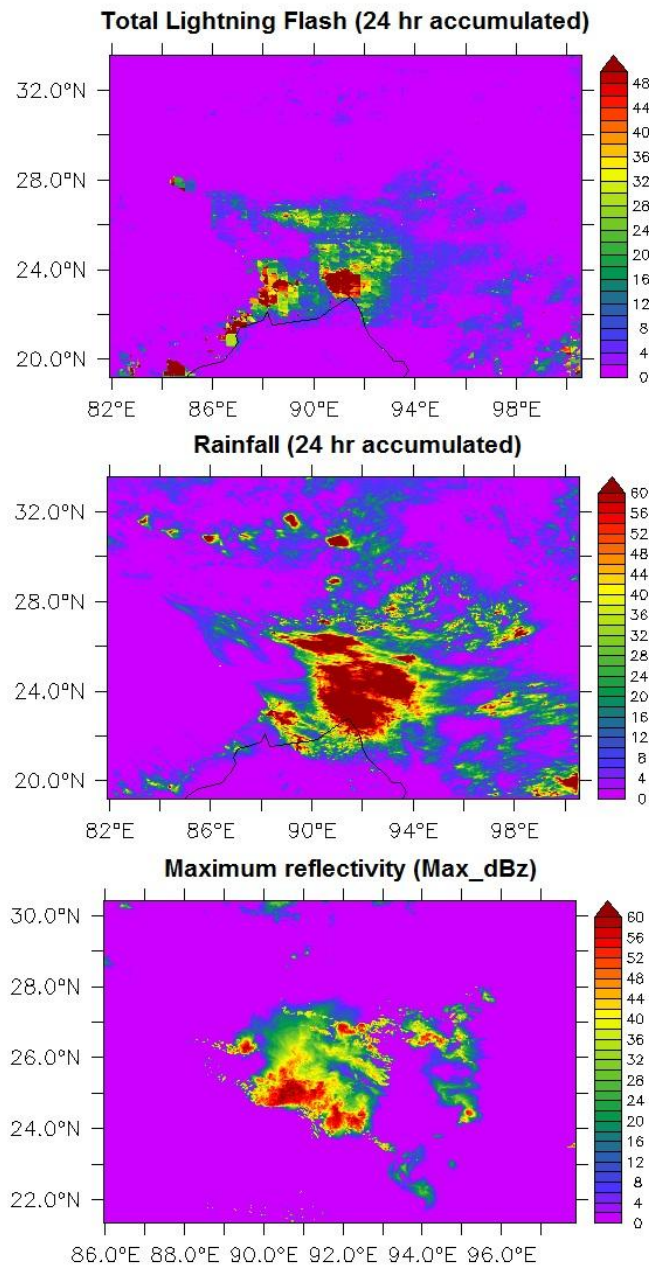 Total Lightning Flash (24 hr accumulated)
32.0°N
28.0°N
24.0°N
20.0°N
82°E 86°E 90°E 94°E 98°E
48
44
40
36
32
28
24
20
16
12
8
4
0
Rainfall (24 hr accumulated)
32.0°N
28.0°N
24.0°N
20.0°N
82°E 86°E 90°E 94°E 98°E
60
56
52
48
44
40
36
32
28
24
20
16
12
8
4
0
Maximum reflectivity (Max_dBz)
30.0°N
28.0°N
26.0°N
24.0°N
22.0°N
86.0°E 88.0°E 90.0°E 92.0°E 94.0°E 96.0°E
60
56
52
48
44
40
36
32
28
24
20
16
12
8
4
0